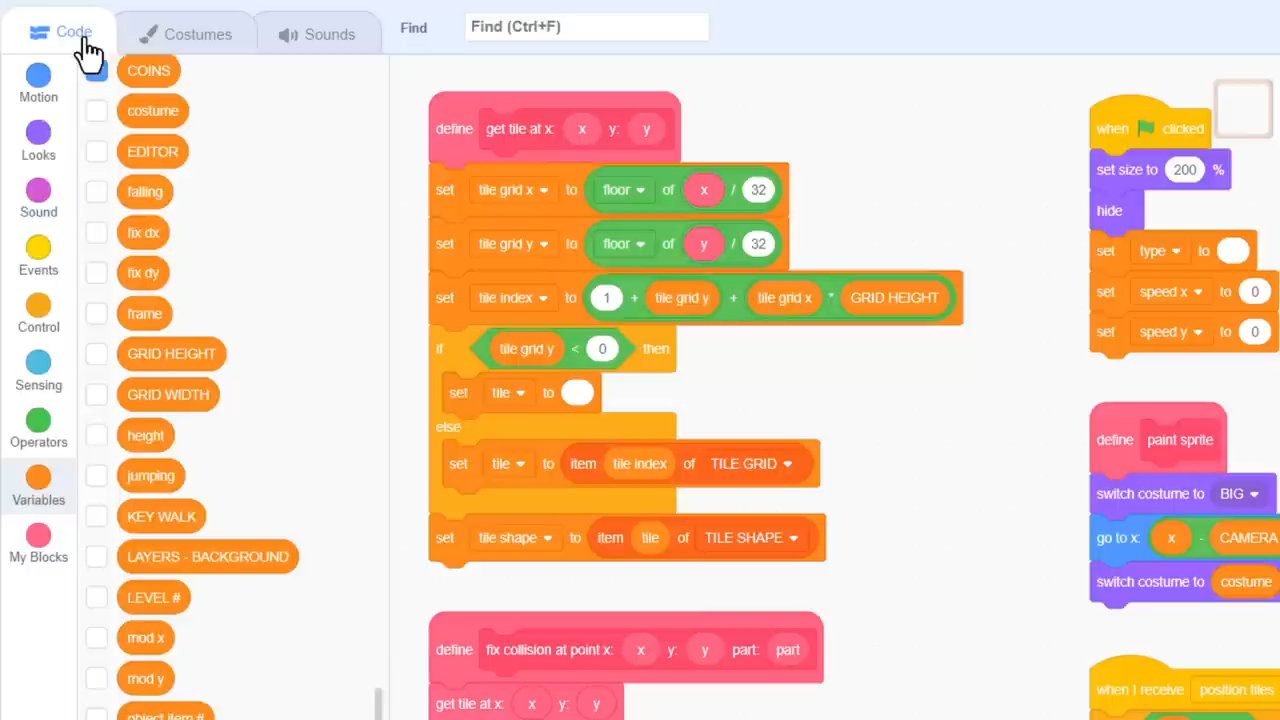 Code
Costumes
Sounds
Find
Find (Ctrl+F)
Motion
Looks
Sound
Events
Control
Sensing
Operators
Variables
My Blocks
COINS
costume
EDITOR
falling
fix dx
fix dy
frame
GRID HEIGHT
GRID WIDTH
height
jumping
KEY WALK
LAYERS - BACKGROUND
LEVEL #
mod x
mod y
object item #
define get tile at x: x y: y
set tile grid x to floor of x / 32
set tile grid y to floor of y / 32
set tile index to 1 + tile grid y + tile grid x * GRID HEIGHT
if tile grid y < 0 then
set tile to
else
set tile to item tile index of TILE GRID
set tile shape to item tile of TILE SHAPE
define fix collision at point x: x y: y part: part
get tile at x: x y: y
when clicked
set size to 200 %
hide
set type to
set speed x to 0
set speed y to 0
define paint sprite
switch costume to BIG
go to x: x - CAMERA
switch costume to costume
when I receive position tiles